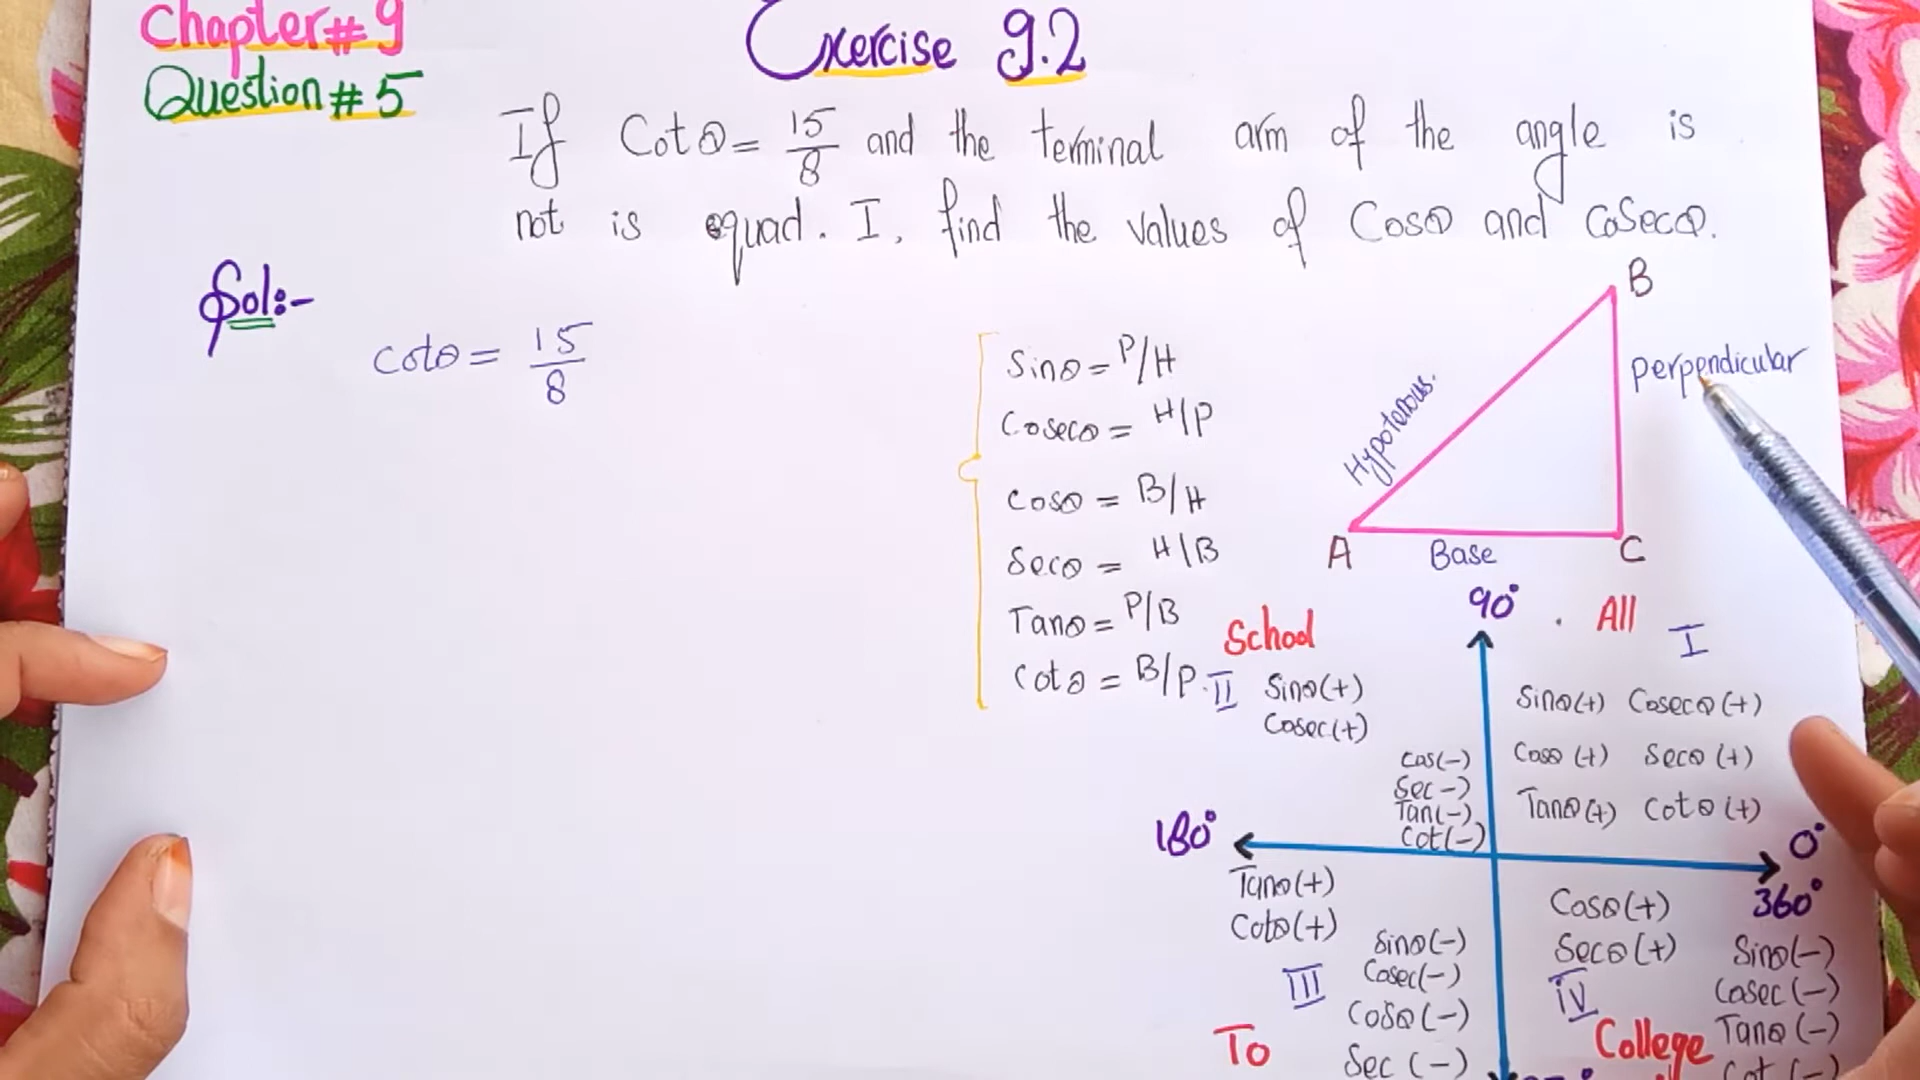 Chapter# 9
Exercise 9.2
Question # 5
If Cotθ = 15/8 and the terminal arm of the angle is
not is quad. I, find the values of Cosθ and Cosecθ.
Sol:-
cotθ = 15/8
Sinθ = P/H
Cosecθ = H/P
Cosθ = B/H
Secθ = H/B
Tanθ = P/B
Cotθ = B/P.
B
Perpendicular
Hypotenous.
A
Base
C
90°
. All
I
School
II
Sinθ(+)
Cosec(+)
Cos(-)
Sec -)
Tan(-)
Cot(-)
Sinθ(+) Cosecθ(+)
Cosθ (+) Secθ (+)
Tanθ(+) Cotθ(+)
180°
0°
360°
Tanθ(+)
Cotθ(+)
III
Sinθ(-)
Cosec(-)
Cosθ(-)
Sec (-)
To
Cosθ(+)
Secθ(+)
IV
College
Sinθ(-)
Cosec(-)
Tanθ(-)
Cot (-)